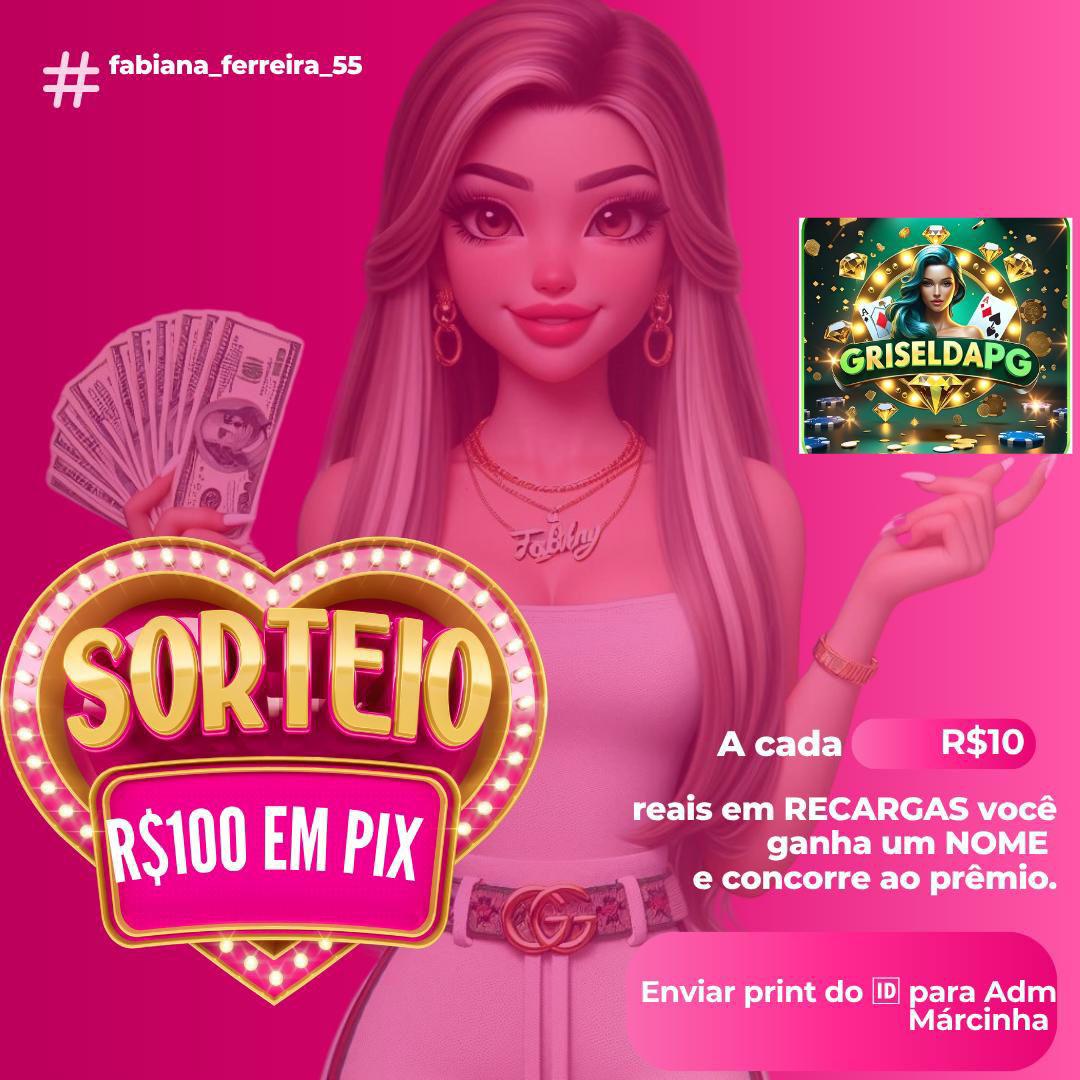 # fabiana_ferreira_55
GRISELDAPG
SORTEIO
R$100 EM PIX
A cada R$10
reais em RECARGAS você
ganha um NOME
e concorre ao prêmio.
Enviar print do 🆔 para Adm
Márcinha